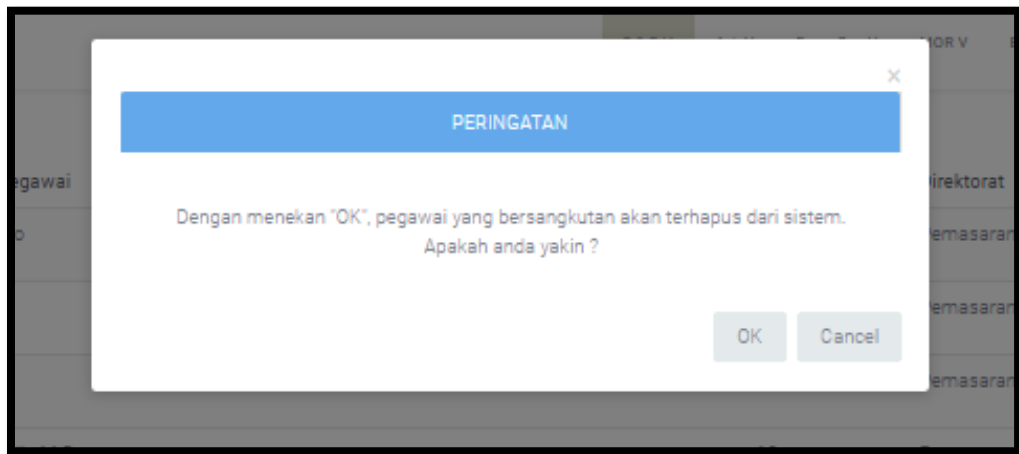 MOR V
×
PERINGATAN
egawai
irektorat
Dengan menekan "OK", pegawai yang bersangkutan akan terhapus dari sistem.
Apakah anda yakin ?
o
emasaran
emasaran
OK
Cancel
emasaran